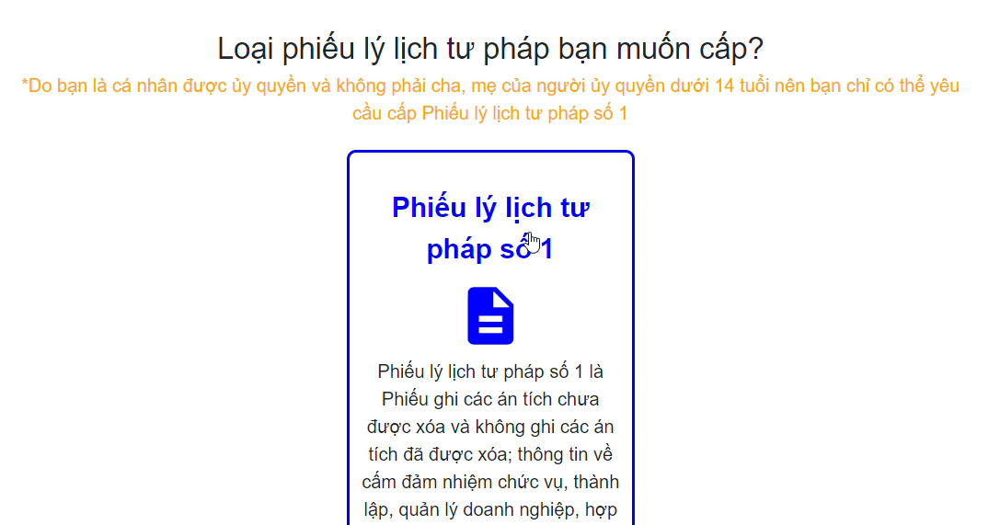 Loại phiếu lý lịch tư pháp bạn muốn cấp?
*Do bạn là cá nhân được ủy quyền và không phải cha, mẹ của người ủy quyền dưới 14 tuổi nên bạn chỉ có thể yêu
cầu cấp Phiếu lý lịch tư pháp số 1
Phiếu lý lịch tư
pháp số 1
Phiếu lý lịch tư pháp số 1 là
Phiếu ghi các án tích chưa
được xóa và không ghi các án
tích đã được xóa; thông tin về
cấm đảm nhiệm chức vụ, thành
lập, quản lý doanh nghiệp, hợp